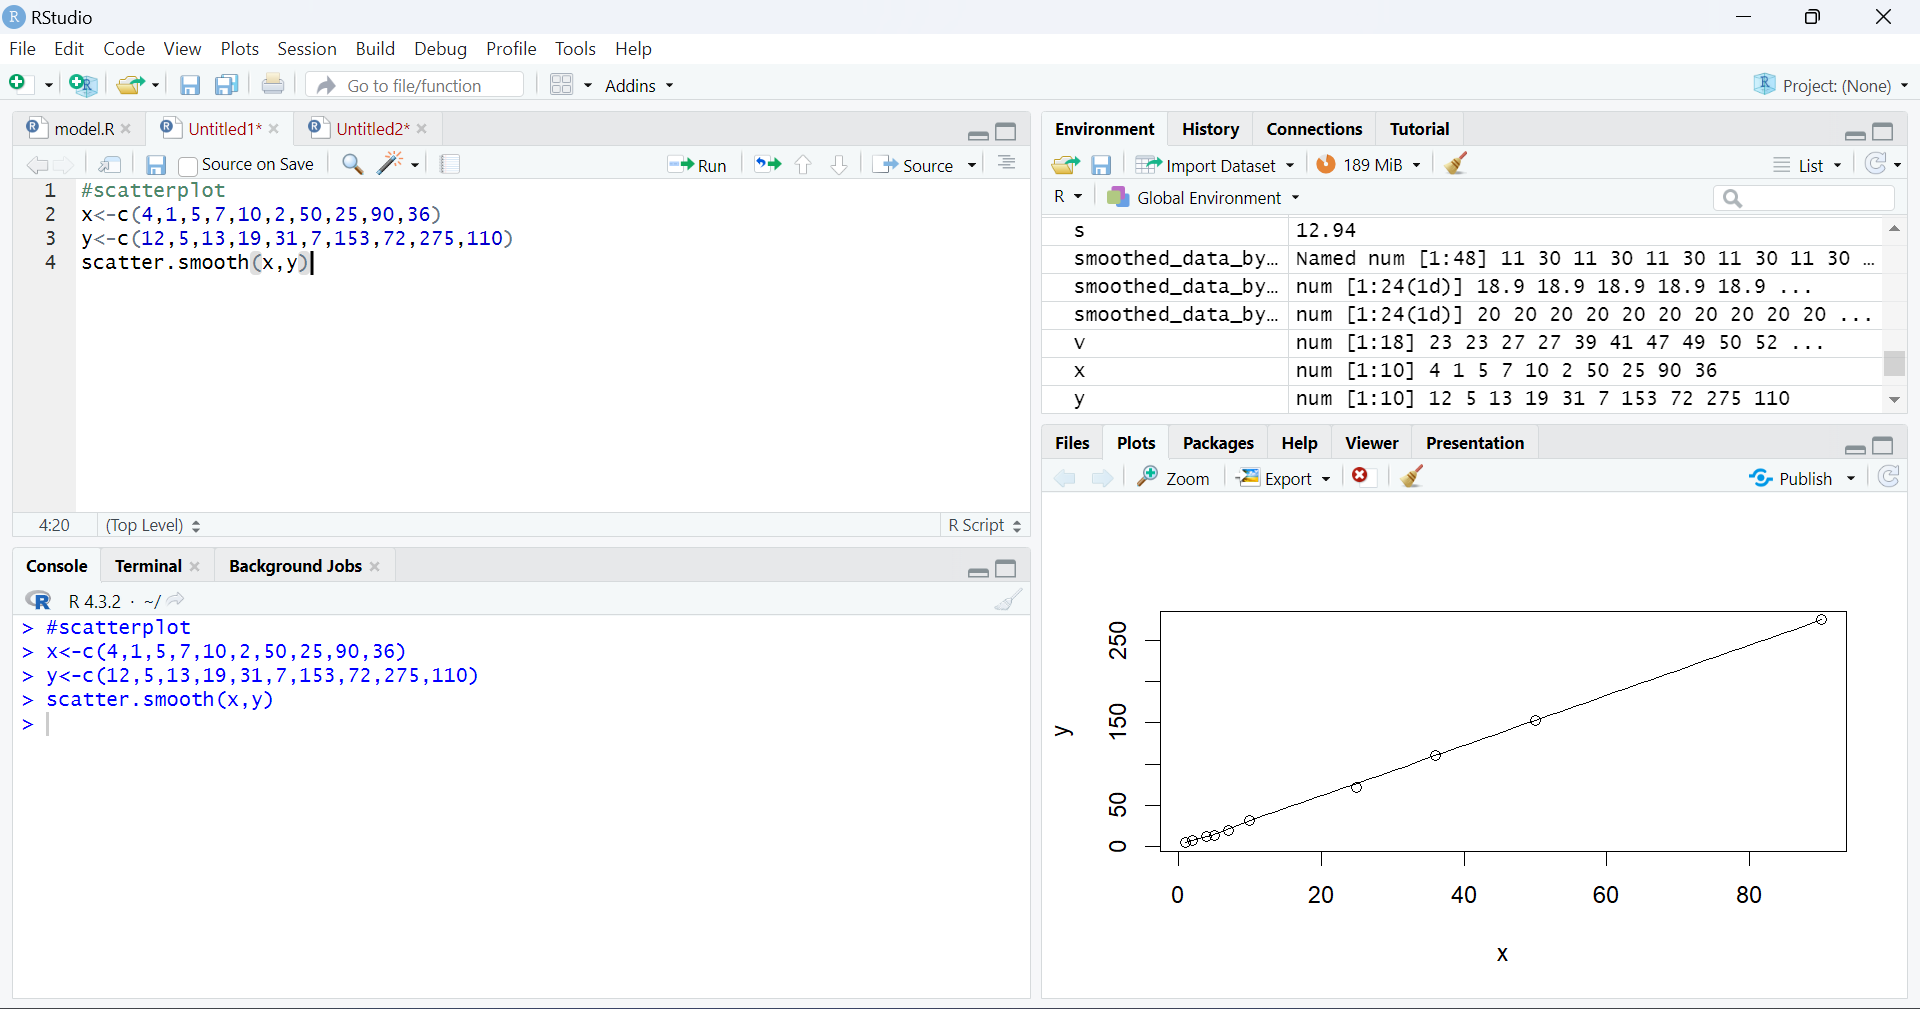 RStudio
File Edit Code View Plots Session Build Debug Profile Tools Help
Go to file/function Addins Project: (None)
model.R Untitled1* Untitled2*
Source on Save Run Source
1 #scatterplot
2 x<-c(4,1,5,7,10,2,50,25,90,36)
3 y<-c(12,5,13,19,31,7,153,72,275,110)
4 scatter.smooth(x,y)
4:20 (Top Level) R Script
Console Terminal Background Jobs
R 4.3.2 · ~/
> #scatterplot
> x<-c(4,1,5,7,10,2,50,25,90,36)
> y<-c(12,5,13,19,31,7,153,72,275,110)
> scatter.smooth(x,y)
>
Environment History Connections Tutorial
Import Dataset 189 MiB List
R Global Environment
s 12.94
smoothed_data_by… Named num [1:48] 11 30 11 30 11 30 11 30 11 30 …
smoothed_data_by… num [1:24(1d)] 18.9 18.9 18.9 18.9 18.9 ...
smoothed_data_by… num [1:24(1d)] 20 20 20 20 20 20 20 20 20 20 ...
v num [1:18] 23 23 27 27 39 41 47 49 50 52 ...
x num [1:10] 4 1 5 7 10 2 50 25 90 36
y num [1:10] 12 5 13 19 31 7 153 72 275 110
Files Plots Packages Help Viewer Presentation
Zoom Export Publish
250
150
50
0
y
0 20 40 60 80
x